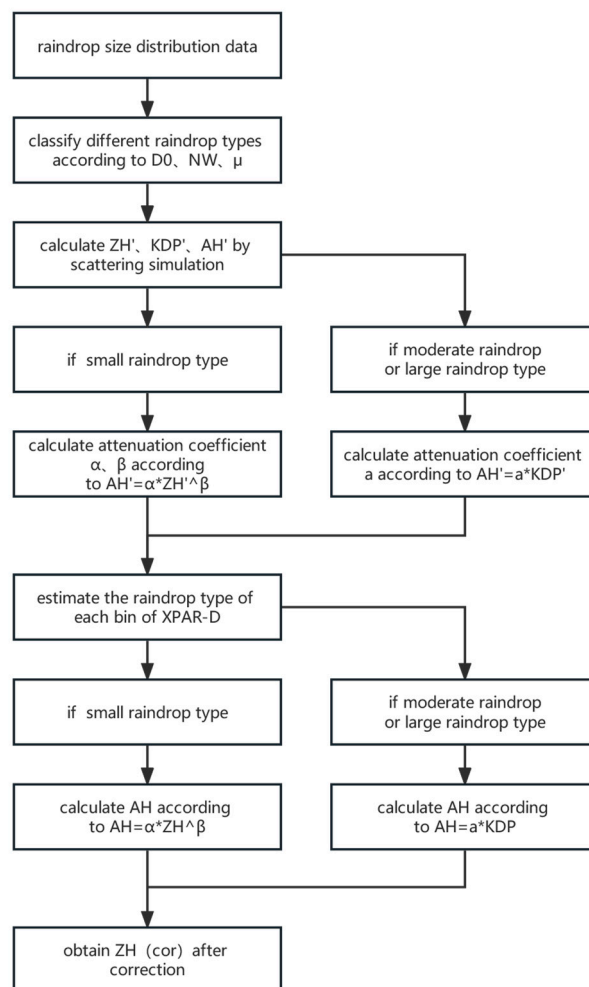 raindrop size distribution data
classify different raindrop types
according to D0、NW、μ
calculate ZH'、KDP'、AH' by
scattering simulation
if  small raindrop type
if moderate raindrop
or large raindrop type
calculate attenuation coefficient
α、β according
to AH'=α*ZH'^β
calculate attenuation coefficient
a according to AH'=a*KDP'
estimate the raindrop type of
each bin of XPAR-D
if  small raindrop type
if moderate raindrop
or large raindrop type
calculate AH according
to AH=α*ZH^β
calculate AH according
to AH=a*KDP
obtain ZH（cor）after
correction